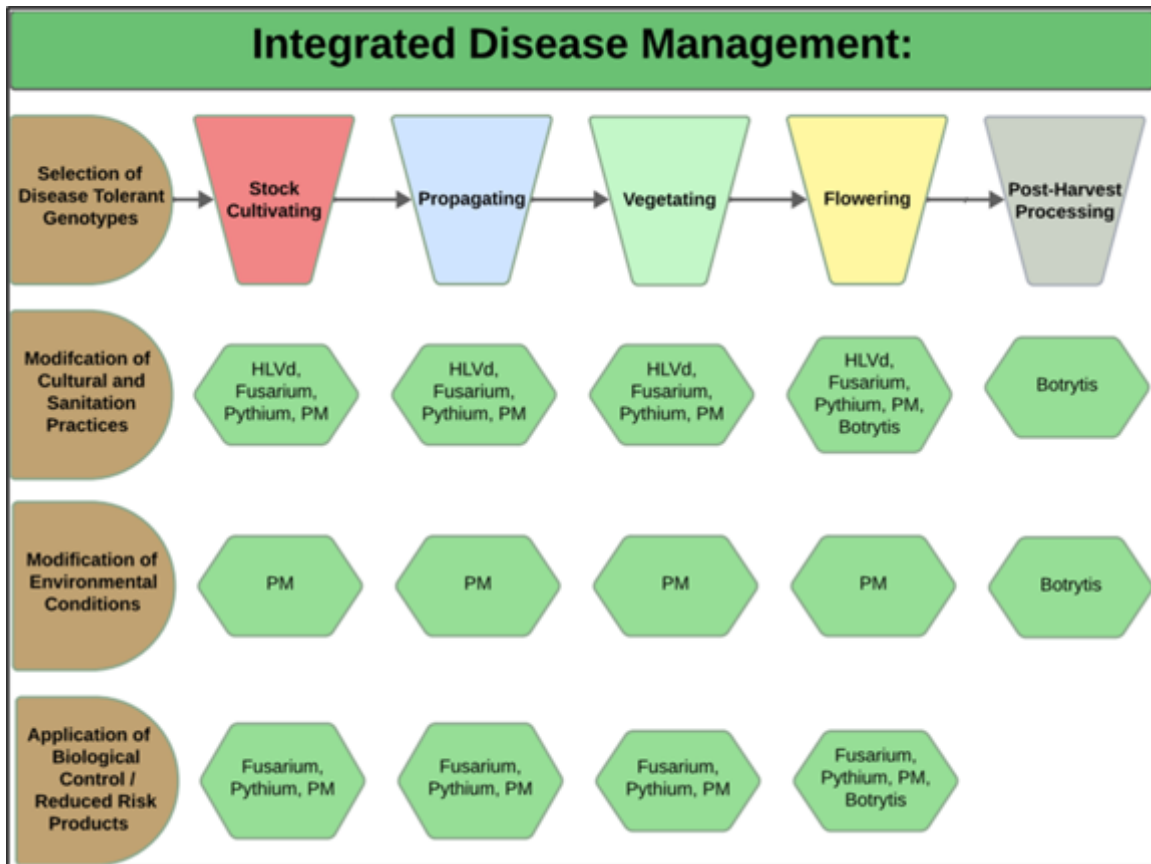 Integrated Disease Management:
Selection of
Disease Tolerant
Genotypes
Stock
Cultivating
Propagating
Vegetating
Flowering
Post-Harvest
Processing
Modifcation of
Cultural and
Sanitation
Practices
HLVd,
Fusarium,
Pythium, PM
HLVd,
Fusarium,
Pythium, PM
HLVd,
Fusarium,
Pythium, PM
HLVd,
Fusarium,
Pythium, PM,
Botrytis
Botrytis
Modification of
Environmental
Conditions
PM
PM
PM
PM
Botrytis
Application of
Biological
Control /
Reduced Risk
Products
Fusarium,
Pythium, PM
Fusarium,
Pythium, PM
Fusarium,
Pythium, PM
Fusarium,
Pythium, PM,
Botrytis